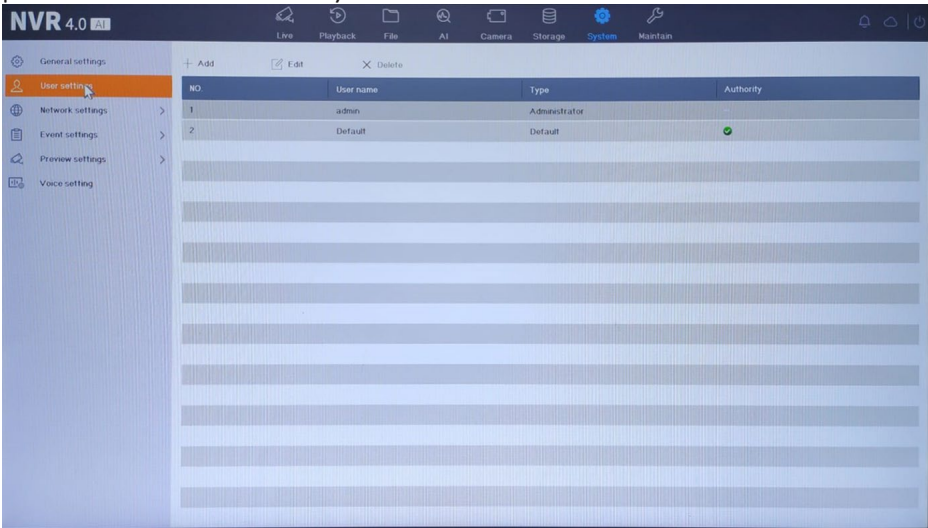 NVR 4.0 AI
Live Playback File AI Camera Storage System Maintain
General settings
User settings
Network settings
Event settings
Preview settings
Voice setting
+ Add Edit × Delete
NO. User name Type Authority
1 admin Administrator -
2 Default Default